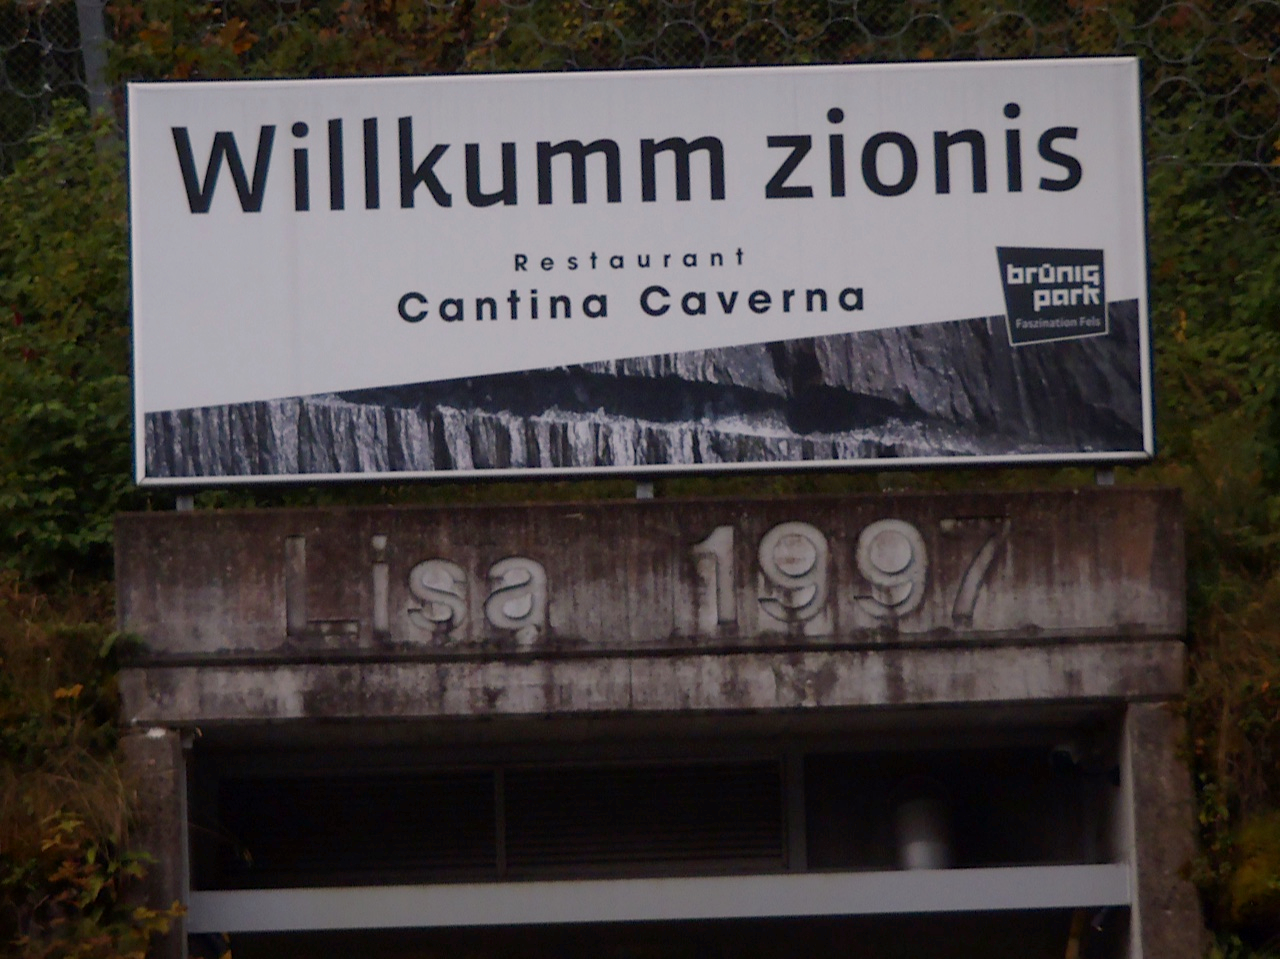 Willkumm zionis
Restaurant
Cantina Caverna
brünig
park
Faszination Fels
Lisa 1997